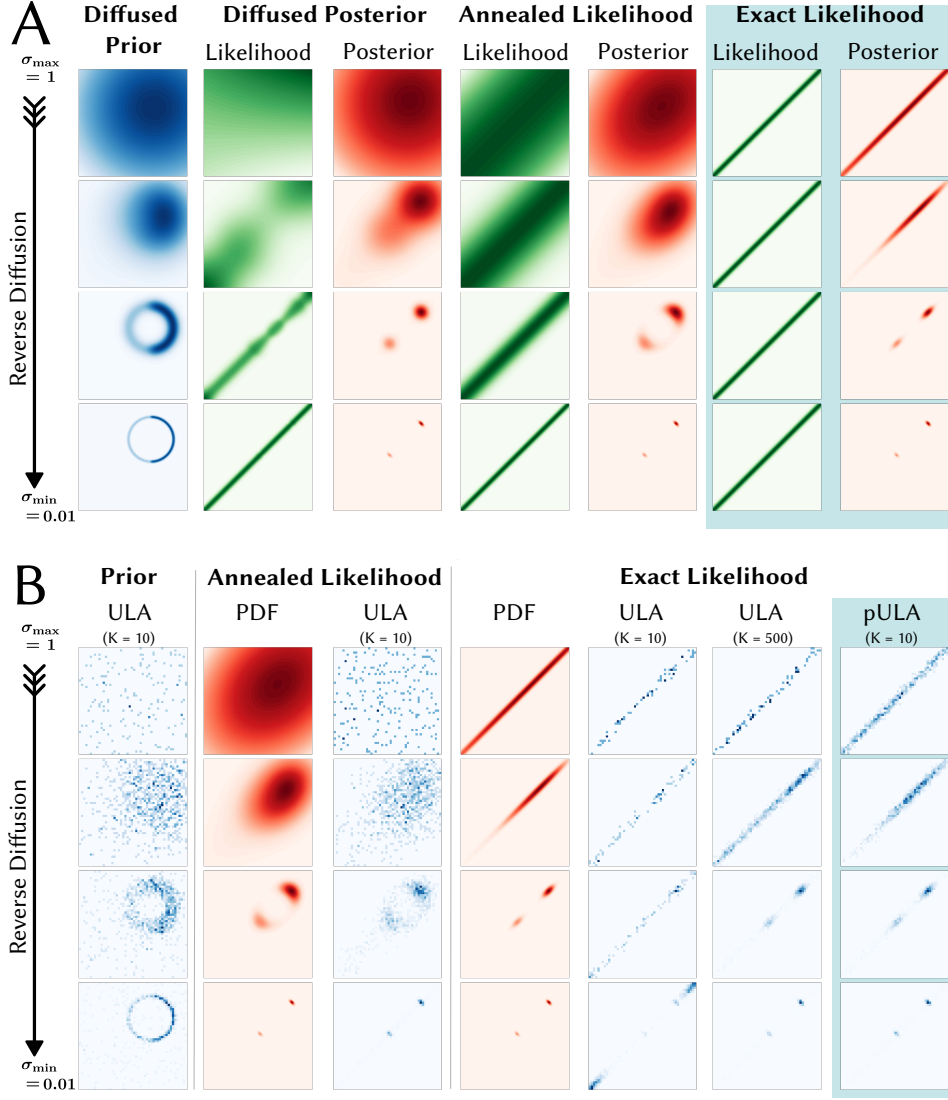 A
Diffused
Prior
Diffused Posterior
Annealed Likelihood
Exact Likelihood
Likelihood
Posterior
Likelihood
Posterior
Likelihood
Posterior
σmax
= 1
Reverse Diffusion
σmin
= 0.01
B
Prior
Annealed Likelihood
Exact Likelihood
ULA
(K = 10)
PDF
ULA
(K = 10)
PDF
ULA
(K = 10)
ULA
(K = 500)
pULA
(K = 10)
σmax
= 1
Reverse Diffusion
σmin
= 0.01